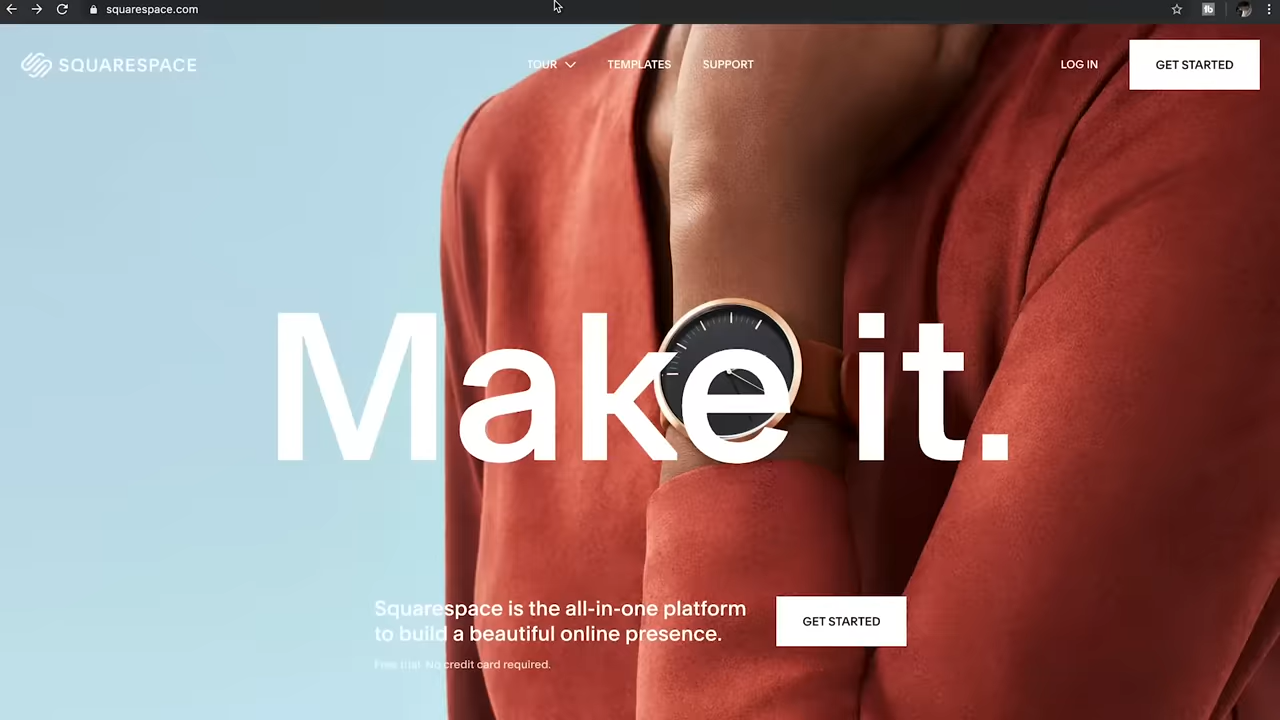 squarespace.com
SQUARESPACE
TOUR
TEMPLATES
SUPPORT
LOG IN
GET STARTED
Make it.
Squarespace is the all-in-one platform
to build a beautiful online presence.
GET STARTED
Free trial. No credit card required.